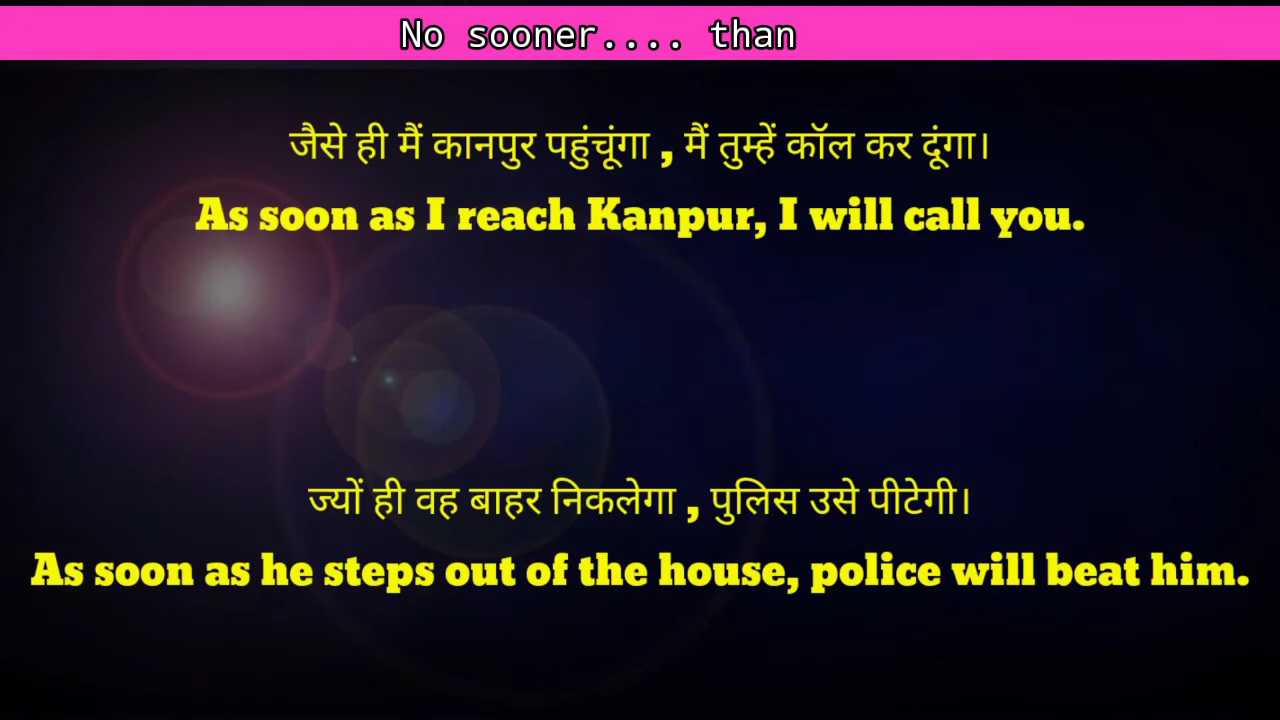 No sooner.... than
जैसे ही मैं कानपुर पहुंचूंगा , मैं तुम्हें कॉल कर दूंगा।
As soon as I reach Kanpur, I will call you.
ज्यों ही वह बाहर निकलेगा , पुलिस उसे पीटेगी।
As soon as he steps out of the house, police will beat him.